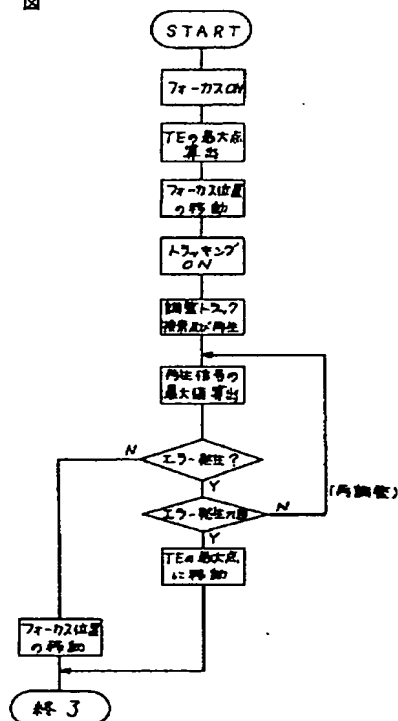 図
START
フォーカスON
TEの最大点
算出
フォーカス位置
の移動
トラッキング
ON
調整トラック
検索及び再生
再生信号の
最大値算出
エラー発生?
N
Y
エラー発生n回
N
(再調整)
Y
TEの最大点
に移動
フォーカス位置
の移動
終了